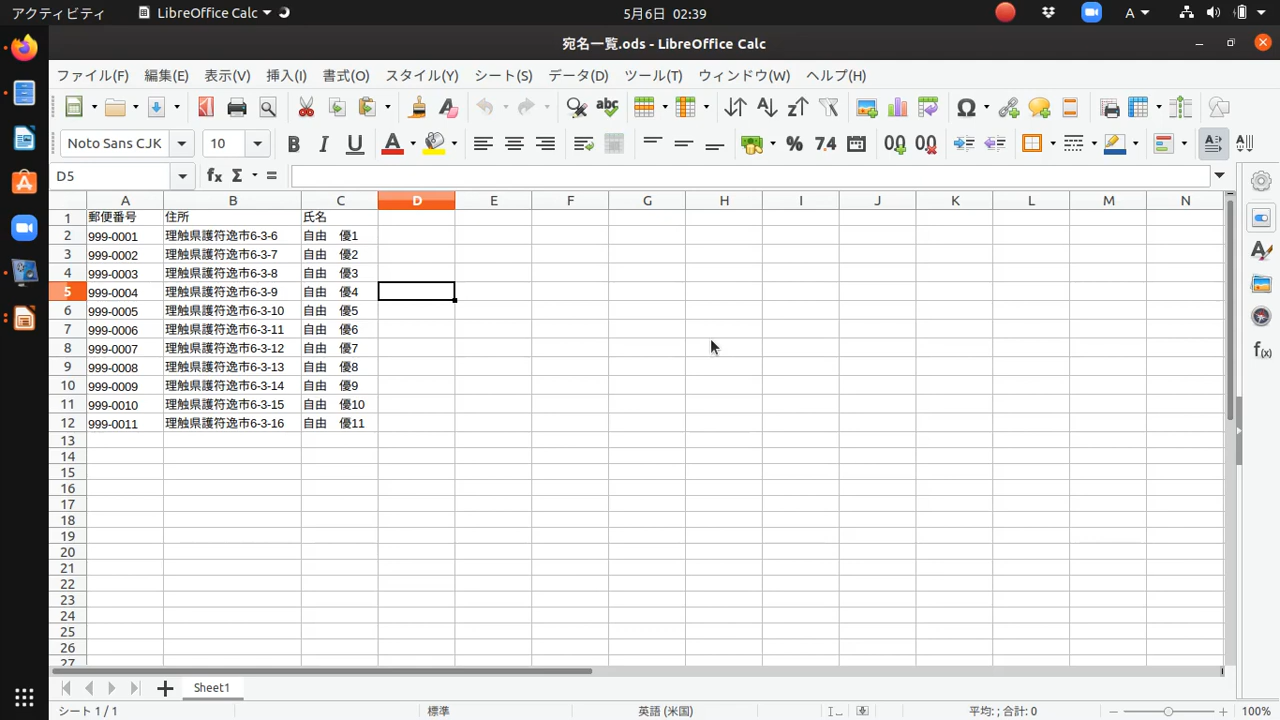 アクティビティ LibreOffice Calc 5月6日 02:39 A
宛名一覧.ods - LibreOffice Calc
ファイル(F) 編集(E) 表示(V) 挿入(I) 書式(O) スタイル(Y) シート(S) データ(D) ツール(T) ウィンドウ(W) ヘルプ(H)
Noto Sans CJK 10
D5
A B C D E F G H I J K L M N
1 郵便番号 住所 氏名
2 999-0001 理触県護符逸市6-3-6 自由　優1
3 999-0002 理触県護符逸市6-3-7 自由　優2
4 999-0003 理触県護符逸市6-3-8 自由　優3
5 999-0004 理触県護符逸市6-3-9 自由　優4
6 999-0005 理触県護符逸市6-3-10 自由　優5
7 999-0006 理触県護符逸市6-3-11 自由　優6
8 999-0007 理触県護符逸市6-3-12 自由　優7
9 999-0008 理触県護符逸市6-3-13 自由　優8
10 999-0009 理触県護符逸市6-3-14 自由　優9
11 999-0010 理触県護符逸市6-3-15 自由　優10
12 999-0011 理触県護符逸市6-3-16 自由　優11
13
14
15
16
17
18
19
20
21
22
23
24
25
26
27
Sheet1
シート 1 / 1 標準 英語 (米国) 平均: ; 合計: 0 100%